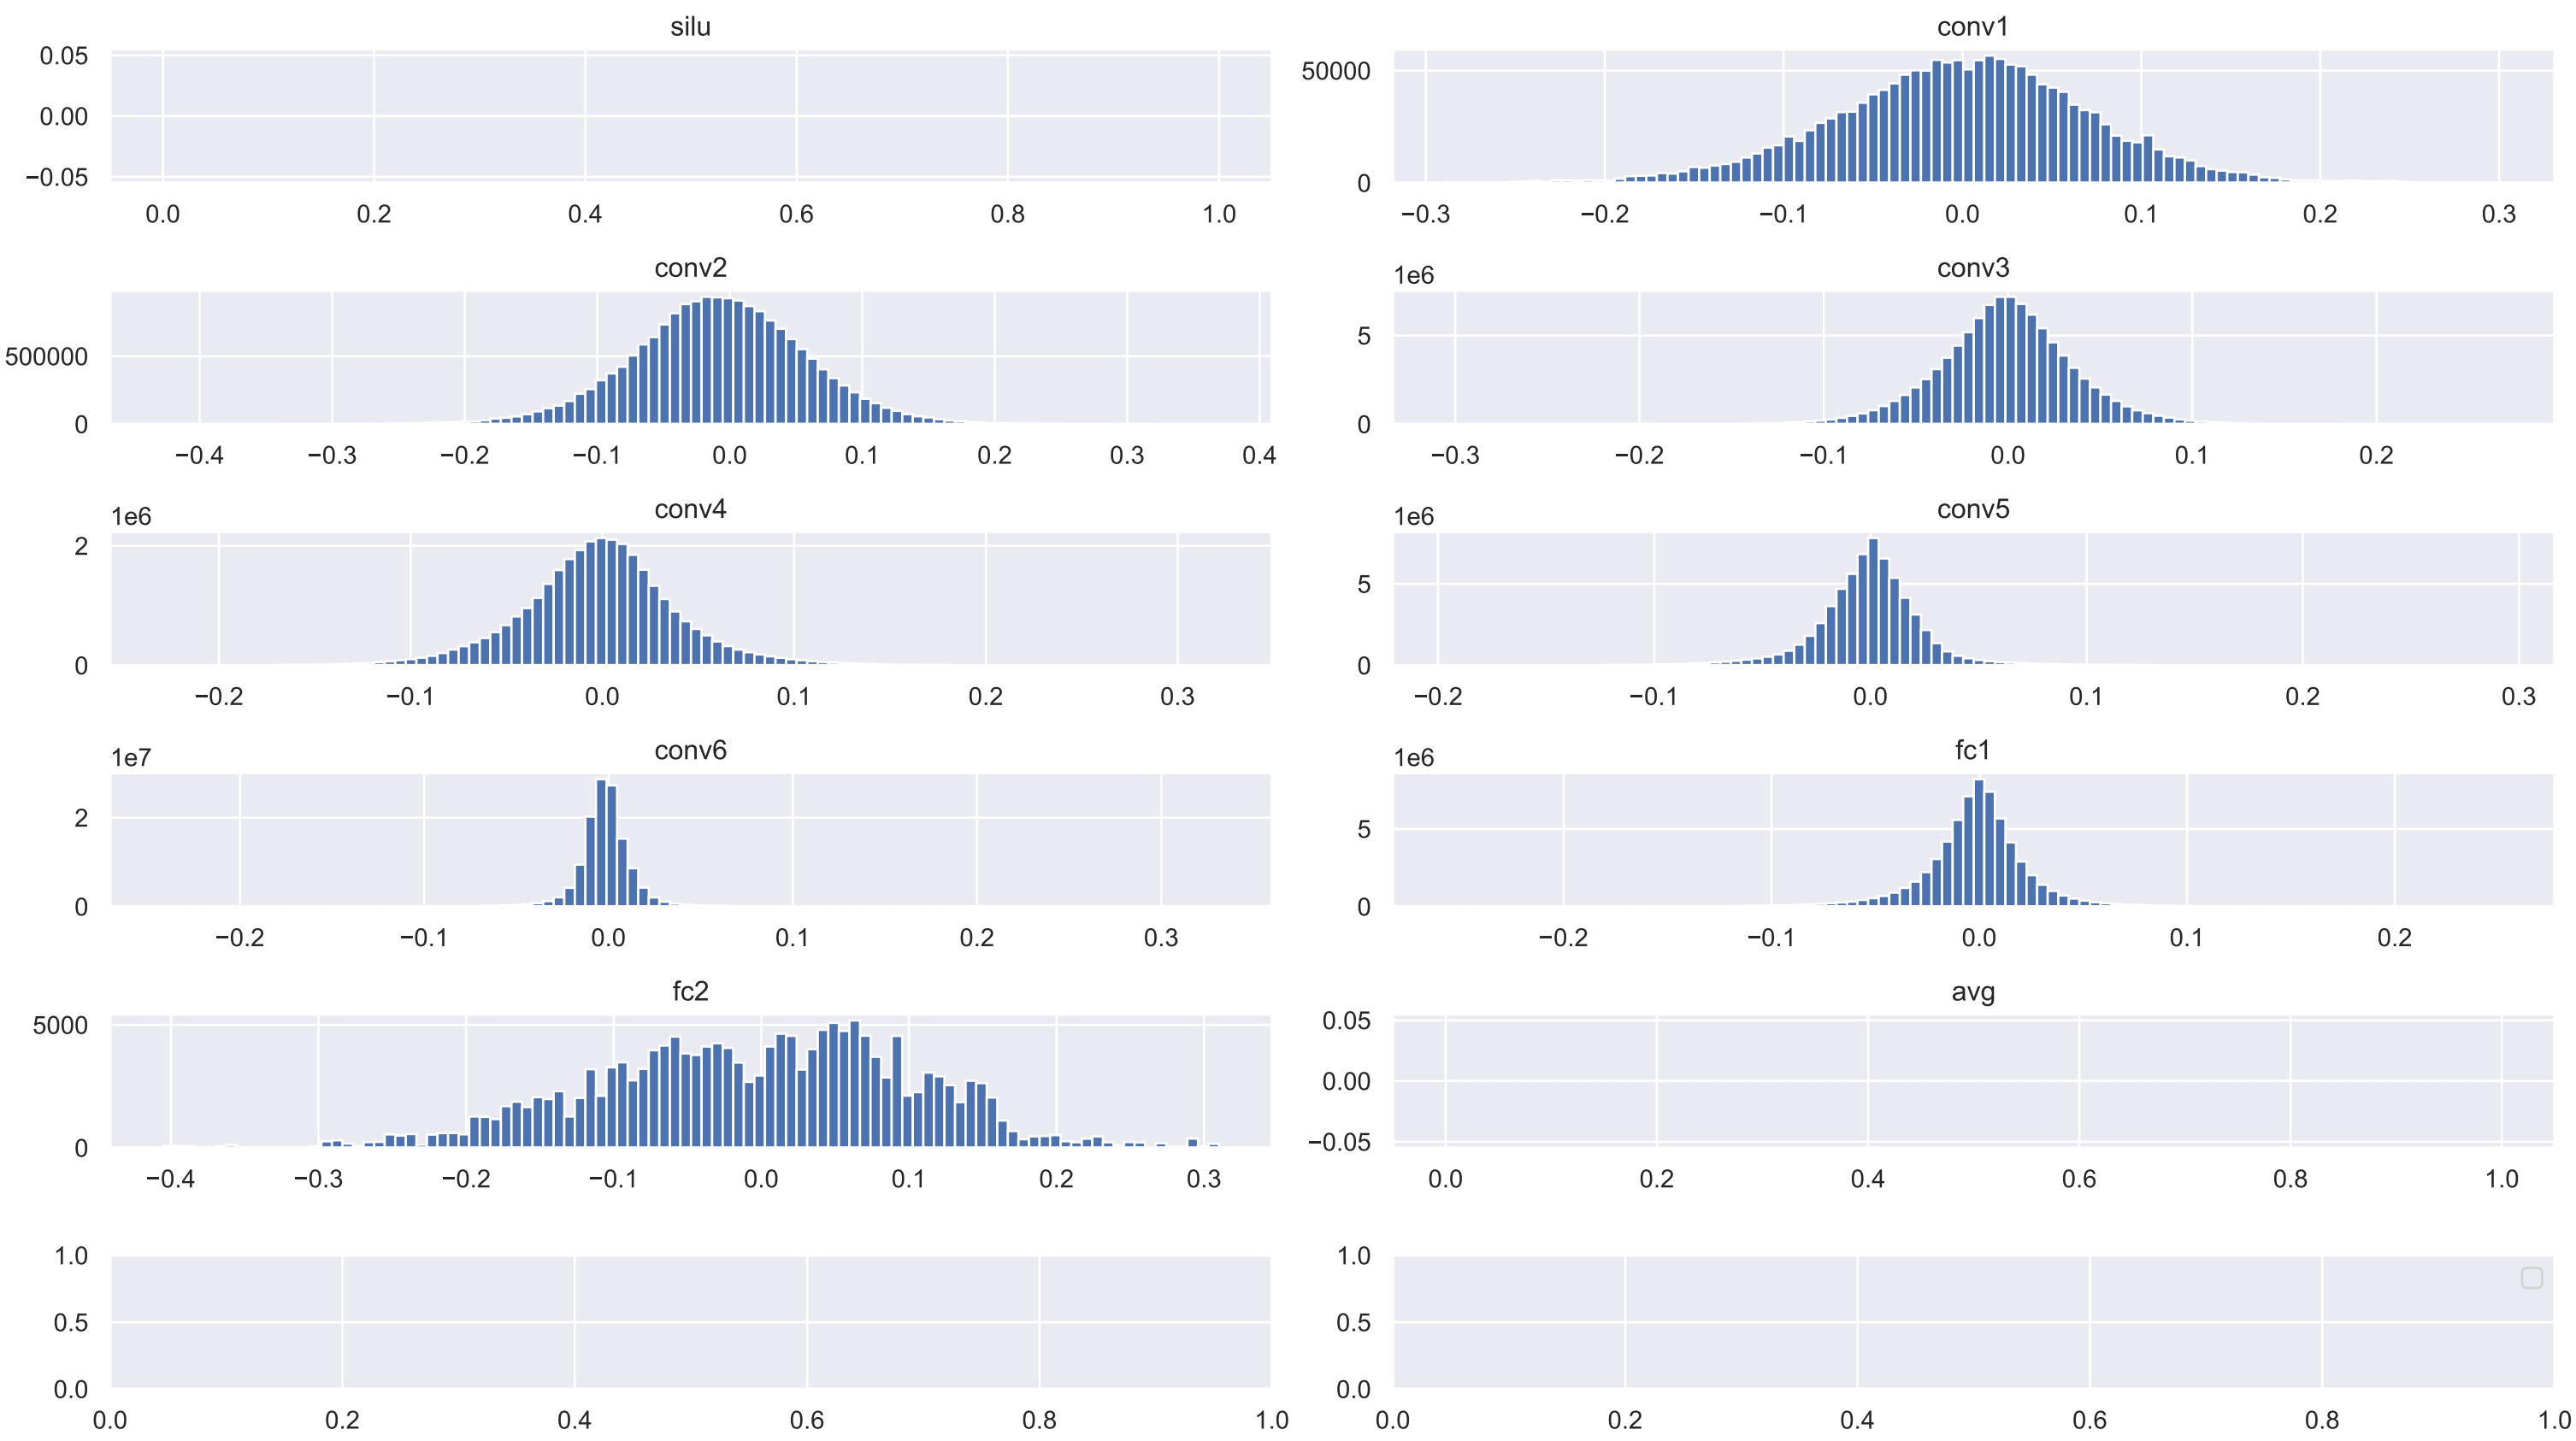 silu
0.05
0.00
−0.05
0.0 0.2 0.4 0.6 0.8 1.0
conv1
50000
0
−0.3 −0.2 −0.1 0.0 0.1 0.2 0.3
conv2
500000
0
−0.4 −0.3 −0.2 −0.1 0.0 0.1 0.2 0.3 0.4
conv3
1e6
5
0
−0.3 −0.2 −0.1 0.0 0.1 0.2
conv4
1e6
2
0
−0.2 −0.1 0.0 0.1 0.2 0.3
conv5
1e6
5
0
−0.2 −0.1 0.0 0.1 0.2 0.3
conv6
1e7
2
0
−0.2 −0.1 0.0 0.1 0.2 0.3
fc1
1e6
5
0
−0.2 −0.1 0.0 0.1 0.2
fc2
5000
0
−0.4 −0.3 −0.2 −0.1 0.0 0.1 0.2 0.3
avg
0.05
0.00
−0.05
0.0 0.2 0.4 0.6 0.8 1.0
1.0
0.5
0.0
0.0 0.2 0.4 0.6 0.8 1.0
1.0
0.5
0.0
0.0 0.2 0.4 0.6 0.8 1.0